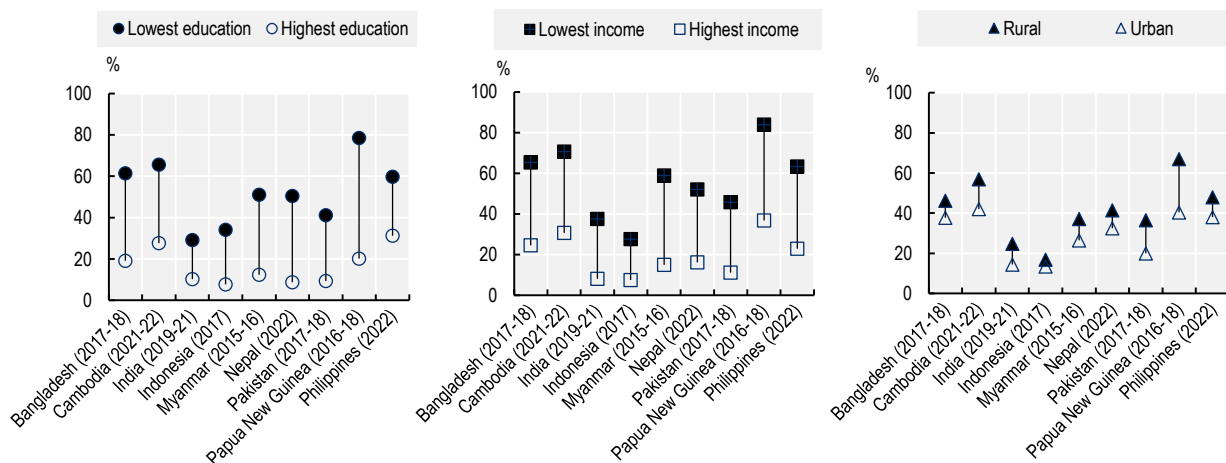 Lowest education Highest education
%
100
80
60
40
20
0
Bangladesh (2017-18)
Cambodia (2021-22)
India (2019-21)
Indonesia (2017)
Myanmar (2015-16)
Nepal (2022)
Pakistan (2017-18)
Papua New Guinea (2016-18)
Philippines (2022)
Lowest income Highest income
%
100
80
60
40
20
0
Bangladesh (2017-18)
Cambodia (2021-22)
India (2019-21)
Indonesia (2017)
Myanmar (2015-16)
Nepal (2022)
Pakistan (2017-18)
Papua New Guinea (2016-18)
Philippines (2022)
Rural Urban
%
100
80
60
40
20
0
Bangladesh (2017-18)
Cambodia (2021-22)
India (2019-21)
Indonesia (2017)
Myanmar (2015-16)
Nepal (2022)
Pakistan (2017-18)
Papua New Guinea (2016-18)
Philippines (2022)